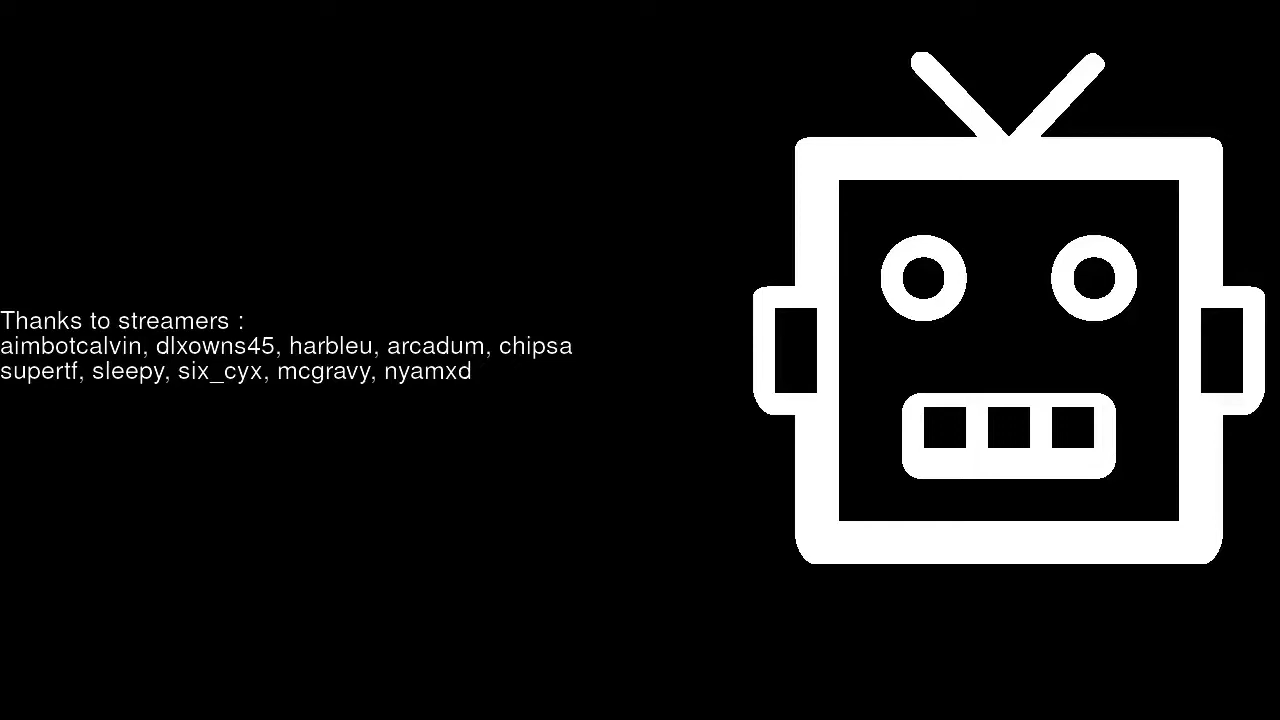 Thanks to streamers :
aimbotcalvin, dlxowns45, harbleu, arcadum, chipsa
supertf, sleepy, six_cyx, mcgravy, nyamxd